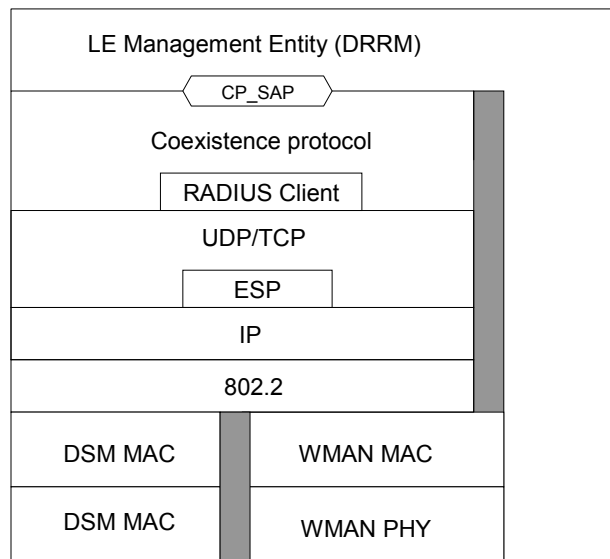 LE Management Entity (DRRM)
CP_SAP
Coexistence protocol
RADIUS Client
UDP/TCP
ESP
IP
802.2
DSM MAC WMAN MAC
DSM MAC WMAN PHY